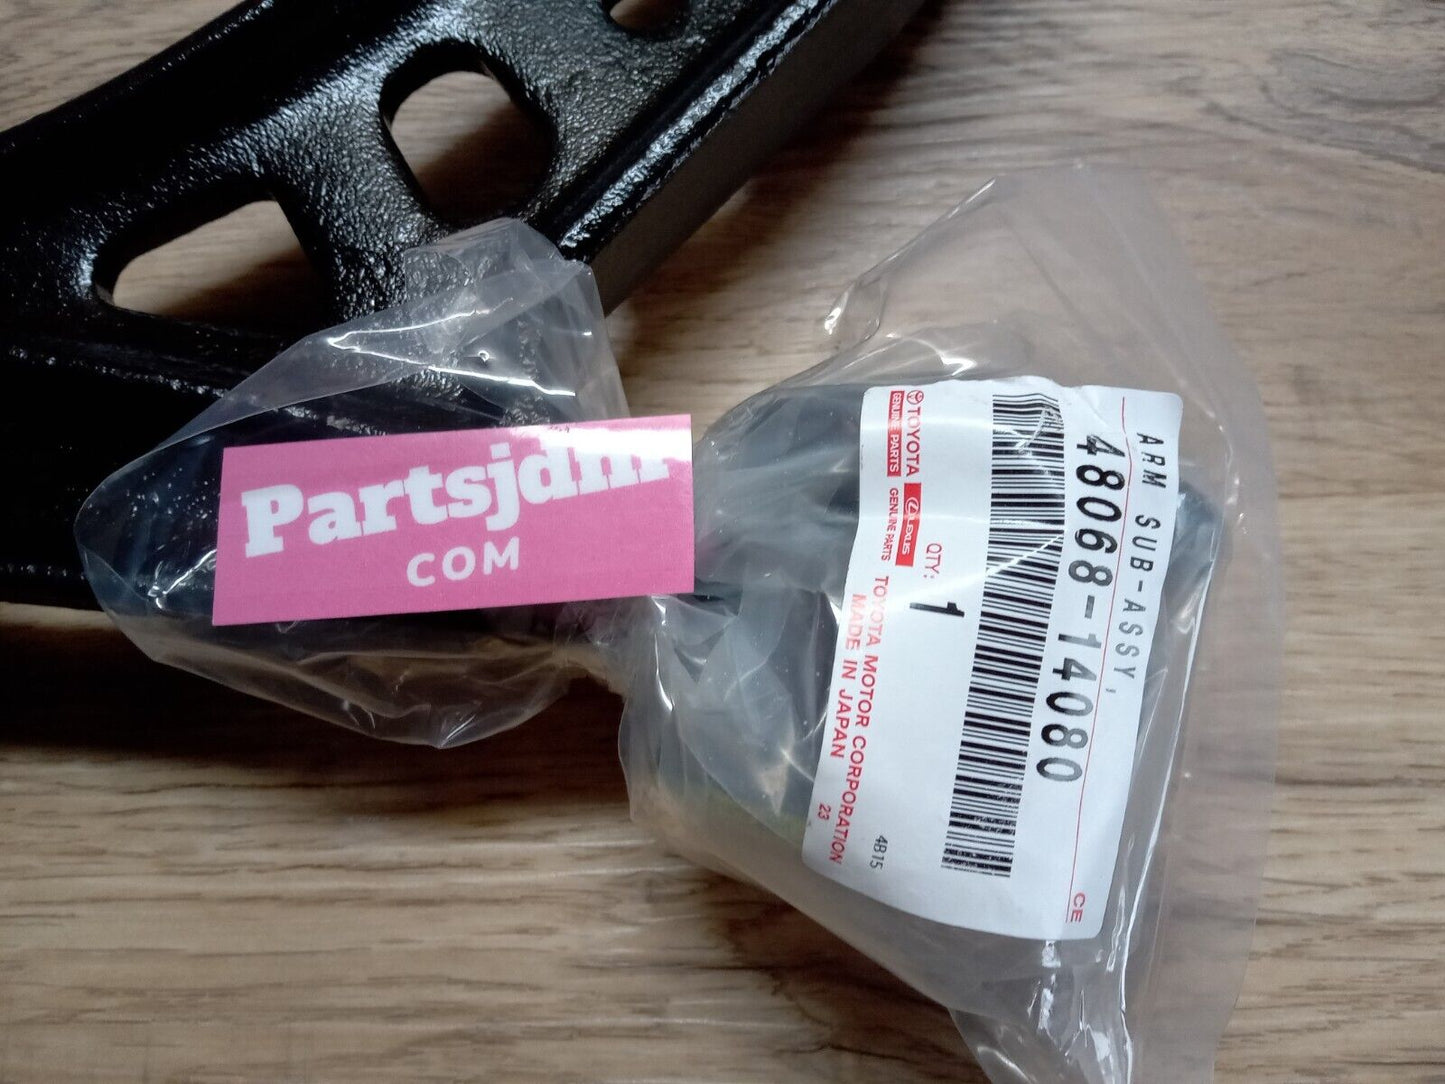 Partsjdm
COM
ARM SUB-ASSY,
48068-14080
CE
QTY:
1
TOYOTA
GENUINE PARTS
LEXUS
GENUINE PARTS
TOYOTA MOTOR CORPORATION
MADE IN JAPAN
23
4B15